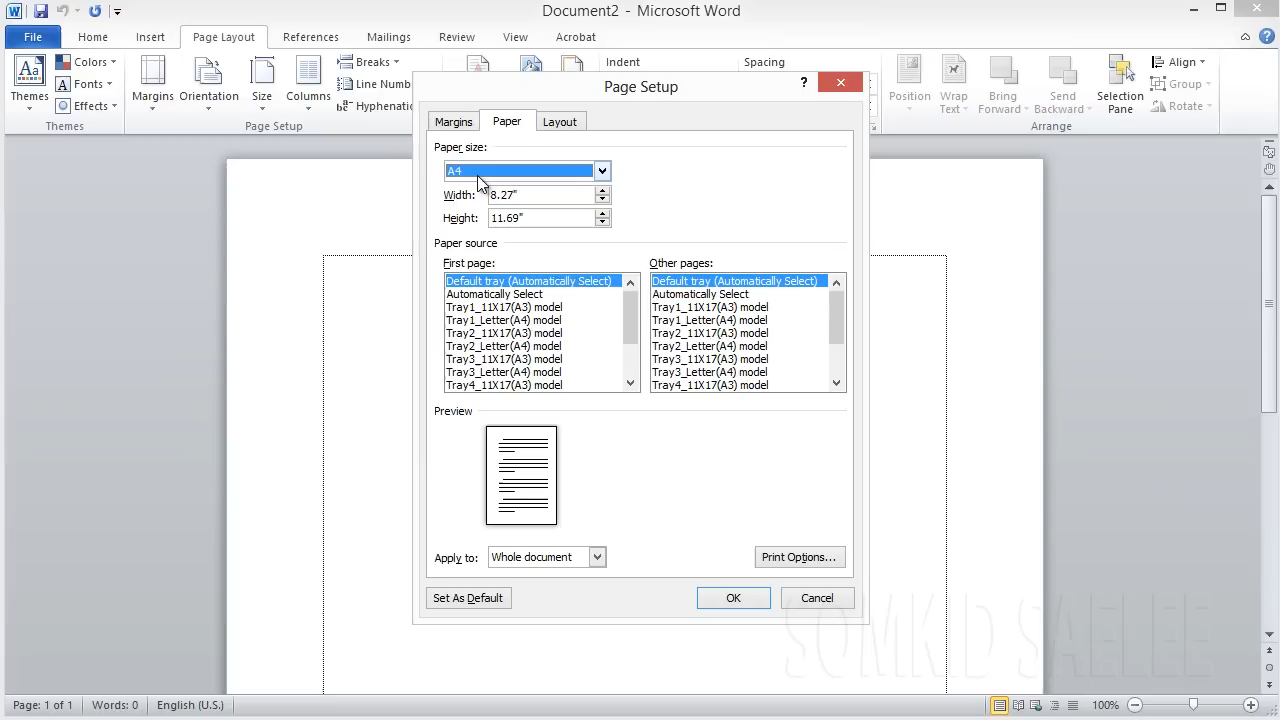 Document2 - Microsoft Word
File Home Insert Page Layout References Mailings Review View Acrobat
Themes Colors Fonts Effects
Themes
Margins Orientation Size Columns Breaks Line Numb Hyphenatio
Page Setup
Indent Spacing
Position Wrap Text Bring Forward Send Backward Selection Pane Align Group Rotate
Arrange
Page Setup
?
Margins Paper Layout
Paper size:
A4
Width: 8.27"
Height: 11.69"
Paper source
First page:
Default tray (Automatically Select)
Automatically Select
Tray1_11X17(A3) model
Tray1_Letter(A4) model
Tray2_11X17(A3) model
Tray2_Letter(A4) model
Tray3_11X17(A3) model
Tray3_Letter(A4) model
Tray4_11X17(A3) model
Other pages:
Default tray (Automatically Select)
Automatically Select
Tray1_11X17(A3) model
Tray1_Letter(A4) model
Tray2_11X17(A3) model
Tray2_Letter(A4) model
Tray3_11X17(A3) model
Tray3_Letter(A4) model
Tray4_11X17(A3) model
Preview
Apply to: Whole document
Print Options...
Set As Default OK Cancel
SOMKID SAELEE
Page: 1 of 1 Words: 0 English (U.S.) 100%